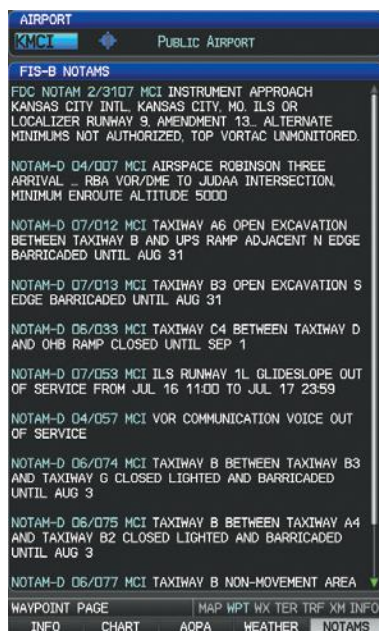 AIRPORT
KMCI PUBLIC AIRPORT
FIS-B NOTAMS
FDC NOTAM 2/3107 MCI INSTRUMENT APPROACH
KANSAS CITY INTL, KANSAS CITY, MO. ILS OR
LOCALIZER RUNWAY 9, AMENDMENT 13... ALTERNATE
MINIMUMS NOT AUTHORIZED, TOP VORTAC UNMONITORED.
NOTAM-D 04/007 MCI AIRSPACE ROBINSON THREE
ARRIVAL ... RBA VOR/DME TO JUDAA INTERSECTION,
MINIMUM ENROUTE ALTITUDE 5000
NOTAM-D 07/012 MCI TAXIWAY A6 OPEN EXCAVATION
BETWEEN TAXIWAY B AND UPS RAMP ADJACENT N EDGE
BARRICADED UNTIL AUG 31
NOTAM-D 07/013 MCI TAXIWAY B3 OPEN EXCAVATION S
EDGE BARRICADED UNTIL AUG 31
NOTAM-D 06/033 MCI TAXIWAY C4 BETWEEN TAXIWAY D
AND OHB RAMP CLOSED UNTIL SEP 1
NOTAM-D 07/053 MCI ILS RUNWAY 1L GLIDESLOPE OUT
OF SERVICE FROM JUL 16 11:00 TO JUL 17 23:59
NOTAM-D 04/057 MCI VOR COMMUNICATION VOICE OUT
OF SERVICE
NOTAM-D 06/074 MCI TAXIWAY B BETWEEN TAXIWAY B3
AND TAXIWAY G CLOSED LIGHTED AND BARRICADED
UNTIL AUG 3
NOTAM-D 06/075 MCI TAXIWAY B BETWEEN TAXIWAY A4
AND TAXIWAY B2 CLOSED LIGHTED AND BARRICADED
UNTIL AUG 3
NOTAM-D 06/077 MCI TAXIWAY B NON-MOVEMENT AREA
WAYPOINT PAGE MAP WPT WX TER TRF XM INFO
INFO CHART AOPA WEATHER NOTAMS